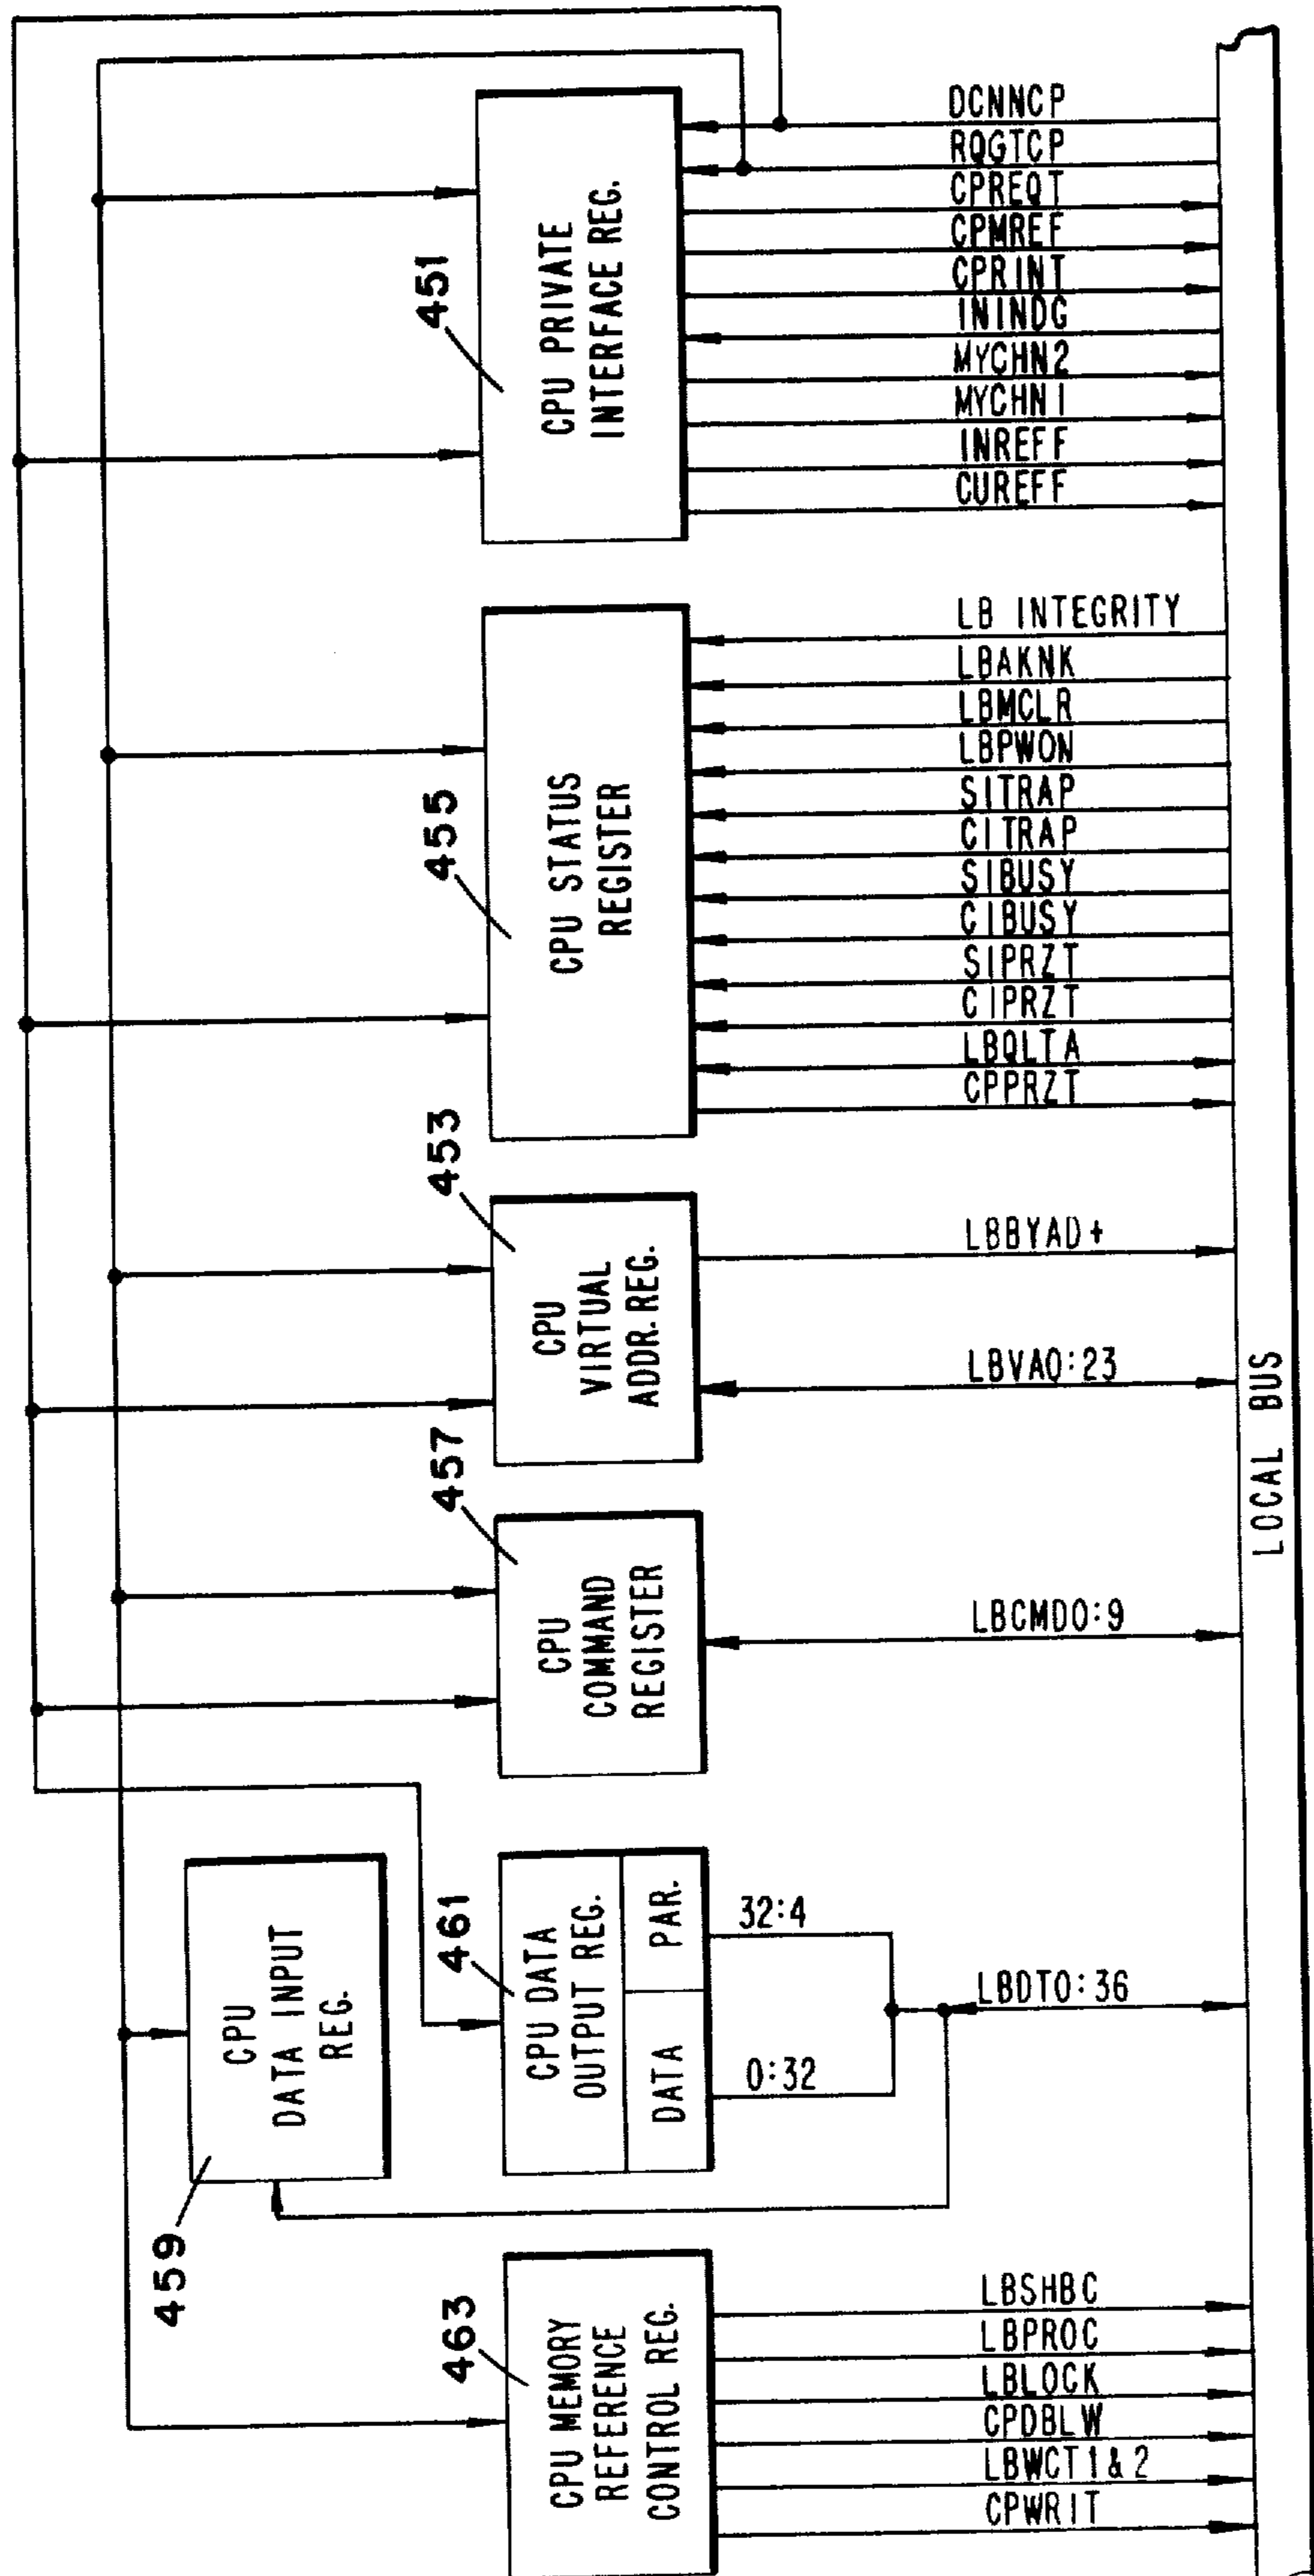 463
CPU MEMORY
REFERENCE
CONTROL REG.
CPWRIT
LBWCT 1 & 2
CPDBLW
LBLOCK
LBPROC
LBSHBC
459
CPU
DATA INPUT
REG.
461
CPU DATA
OUTPUT REG.
DATA
PAR.
0:32
32:4
LBDT0:36
457
CPU
COMMAND
REGISTER
LBCMD0:9
453
CPU
VIRTUAL
ADDR. REG.
LBVA0:23
LBBYAD+
455
CPU STATUS
REGISTER
CPPRZT
LBQLTA
CIPRZT
SIPRZT
CIBUSY
SIBUSY
CITRAP
SITRAP
LBPWON
LBMCLR
LBAKNK
LB INTEGRITY
451
CPU PRIVATE
INTERFACE REG.
CUREFF
INREFF
MYCHN1
MYCHN2
ININDG
CPRINT
CPMREF
CPREQT
RQGTCP
DCNNCP
LOCAL BUS